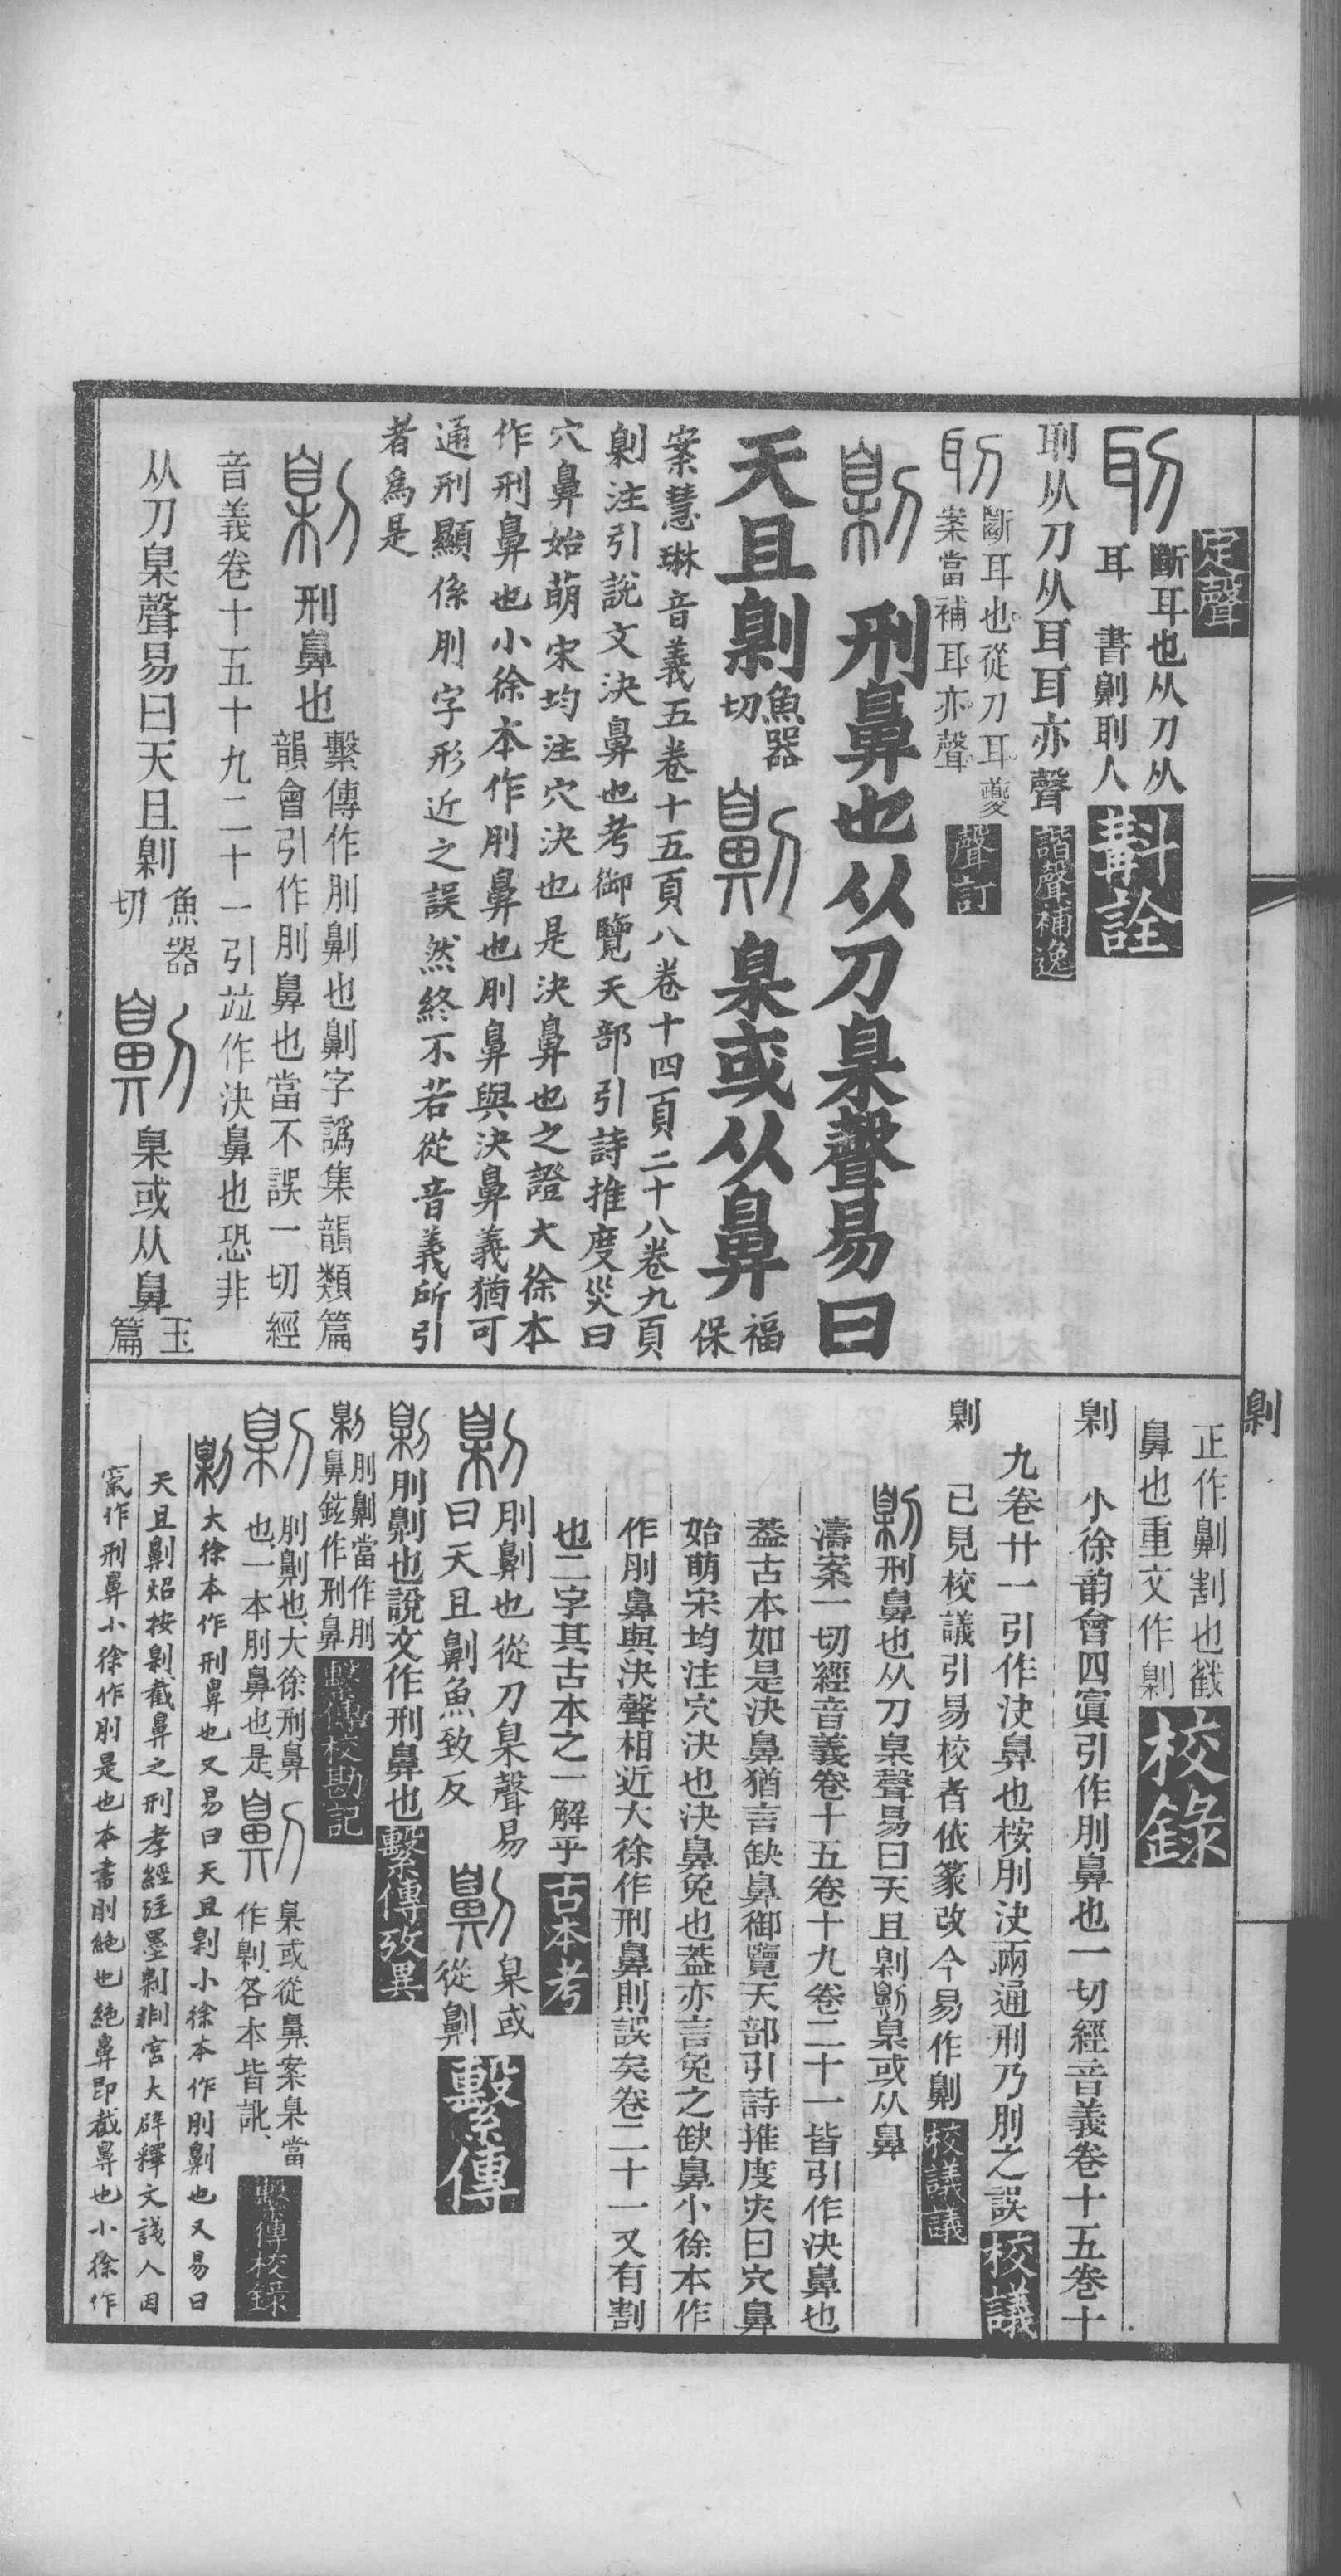 定聲
刵
斷耳也从刀从
耳　書劓刵人
斠詮
刵从刀从耳耳亦聲
諧聲補逸
刵
斷耳也從刀耳
案當補耳亦聲
聲訂
劓　刑鼻也从刀臬聲易曰
天且劓
魚器
切
劓　臬或从鼻
福
保
案慧琳音義五卷十五頁八卷十四頁二十八卷九頁
劓注引說文決鼻也考御覽天部引詩推度災曰
穴鼻始萌宋均注穴決也是決鼻也之證大徐本
作刑鼻也小徐本作刖鼻也刖鼻與決鼻義猶可
通刑顯係刖字形近之誤然終不若從音義所引
者為是
劓　刑鼻也
繫傳作刖劓也劓字譌集韻類篇
韻會引作刖鼻也當不誤一切經
音義卷十五十九二十一引竝作決鼻也恐非
从刀臬聲易曰天且劓
魚器
切
劓　臬或从鼻
玉
篇
劓
正作劓割也截
鼻也重文作劓
校錄
劓　小徐韵會四寘引作刖鼻也一切經音義卷十五卷十
九卷廿一引作決鼻也桉刖決兩通刑乃刖之誤
校議
劓　已見校議引易校者依篆改今易作劓
校議議
劓刑鼻也从刀臬聲易曰天且劓劓臬或从鼻
濤案一切經音義卷十五卷十九卷二十一皆引作決鼻也
葢古本如是決鼻猶言缺鼻御覽天部引詩推度災曰穴鼻
始萌宋均注穴決也決鼻兔也葢亦言兔之缺鼻小徐本作
作刖鼻與決聲相近大徐作刑鼻則誤矣卷二十一又有割
也二字其古本之一解乎
古本考
劓
刖劓也從刀臬聲易
曰天且劓魚致反
劓
臬或
從劓
繫傳
劓刖劓也說文作刑鼻也
繫傳攷異
劓
刖劓當作刖
鼻鉉作刑鼻
繫傳校勘記
劓
刖劓也大徐刑鼻
也一本刖鼻也是
劓
臬或從鼻案臬當
作劓各本皆訛
繫傳校錄
劓大徐本作刑鼻也又易曰天且劓小徐本作刖劓也又易曰
天且劓炤按劓截鼻之刑孝經注墨劓剕宮大辟釋文諓人因
寘作刑鼻小徐作刖是也本書刖絕也絕鼻即截鼻也小徐作